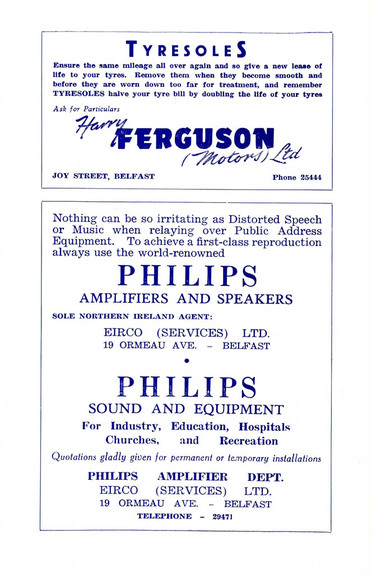 TYRESOLES
Ensure the same mileage all over again and so give a new lease of
life to your tyres. Remove them when they become smooth and
before they are worn down too far for treatment, and remember
TYRESOLES halve your tyre bill by doubling the life of your tyres
Ask for Particulars
Harry
FERGUSON
(Motors) Ltd
JOY STREET, BELFAST Phone 25444
Nothing can be so irritating as Distorted Speech
or Music when relaying over Public Address
Equipment. To achieve a first-class reproduction
always use the world-renowned
PHILIPS
AMPLIFIERS AND SPEAKERS
SOLE NORTHERN IRELAND AGENT:
EIRCO (SERVICES) LTD.
19 ORMEAU AVE. – BELFAST
•
PHILIPS
SOUND AND EQUIPMENT
For Industry, Education, Hospitals
Churches, and Recreation
Quotations gladly given for permanent or temporary installations
PHILIPS AMPLIFIER DEPT.
EIRCO (SERVICES) LTD.
19 ORMEAU AVE. – BELFAST
TELEPHONE – 29471